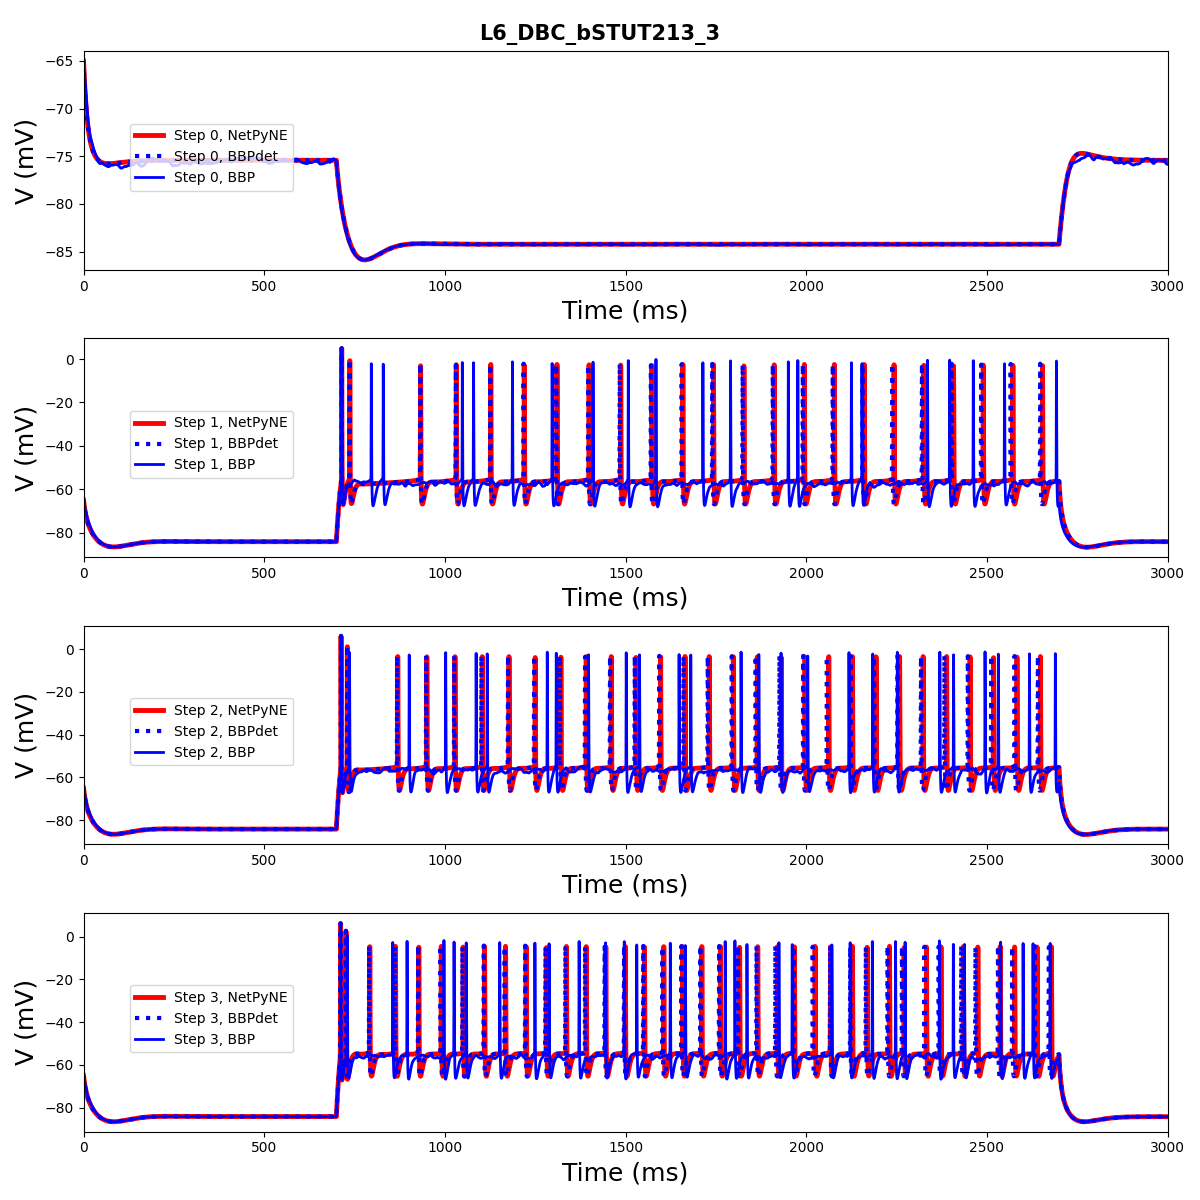 L6_DBC_bSTUT213_3
−65
−70
−75
−80
−85
V (mV)
Step 0, NetPyNE
Step 0, BBPdet
Step 0, BBP
0 500 1000 1500 2000 2500 3000
Time (ms)
0
−20
−40
−60
−80
V (mV)
Step 1, NetPyNE
Step 1, BBPdet
Step 1, BBP
0 500 1000 1500 2000 2500 3000
Time (ms)
0
−20
−40
−60
−80
V (mV)
Step 2, NetPyNE
Step 2, BBPdet
Step 2, BBP
0 500 1000 1500 2000 2500 3000
Time (ms)
0
−20
−40
−60
−80
V (mV)
Step 3, NetPyNE
Step 3, BBPdet
Step 3, BBP
0 500 1000 1500 2000 2500 3000
Time (ms)